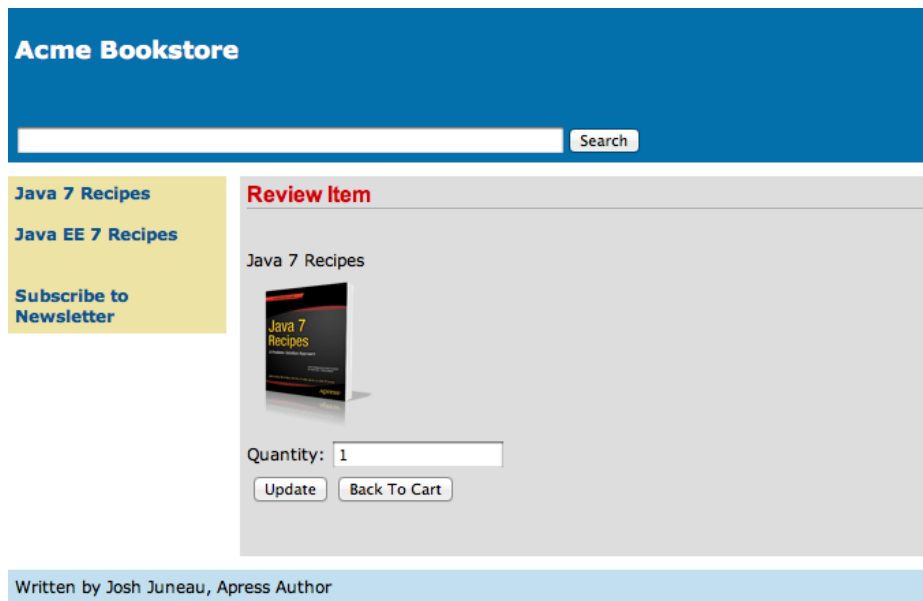 Acme Bookstore
Search
Java 7 Recipes
Java EE 7 Recipes
Subscribe to
Newsletter
Review Item
Java 7 Recipes
Java 7
Recipes
Apress
Quantity: 1
Update Back To Cart
Written by Josh Juneau, Apress Author